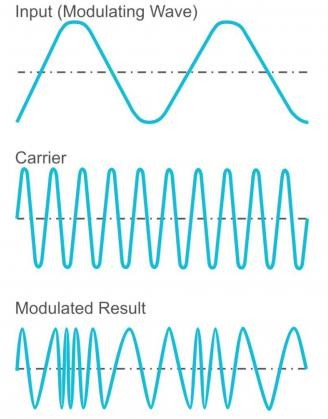 Input (Modulating Wave)
Carrier
Modulated Result